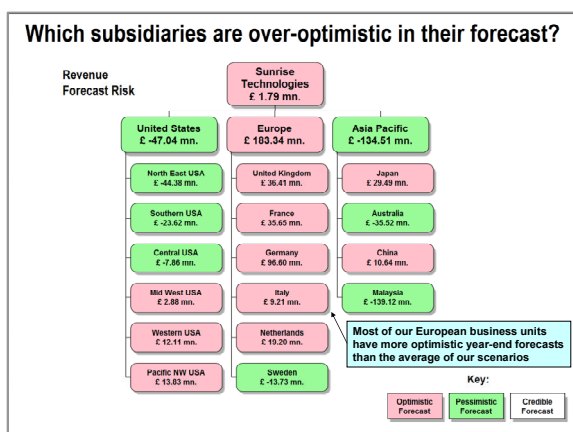 Which subsidiaries are over-optimistic in their forecast?
Revenue
Forecast Risk
Sunrise
Technologies
£ 1.79 mn.
United States
£ -47.04 mn.
Europe
£ 183.34 mn.
Asia Pacific
£ -134.51 mn.
North East USA
£ -44.38 mn.
United Kingdom
£ 36.41 mn.
Japan
£ 29.49 mn.
Southern USA
£ -23.62 mn.
France
£ 35.65 mn.
Australia
£ -35.52 mn.
Central USA
£ -7.86 mn.
Germany
£ 96.60 mn.
China
£ 10.64 mn.
Mid West USA
£ 2.88 mn.
Italy
£ 9.21 mn.
Malaysia
£ -139.12 mn.
Western USA
£ 12.11 mn.
Netherlands
£ 19.20 mn.
Most of our European business units
have more optimistic year-end forecasts
than the average of our scenarios
Pacific NW USA
£ 13.83 mn.
Sweden
£ -13.73 mn.
Key:
Optimistic
Forecast
Pessimistic
Forecast
Credible
Forecast